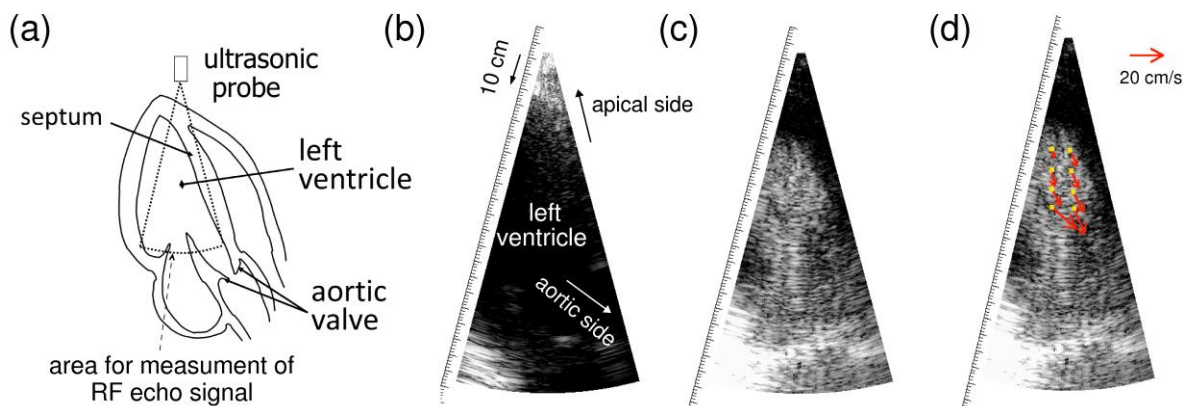 (a)
ultrasonic
probe
septum
left
ventricle
aortic
valve
area for measument of
RF echo signal
(b)
10 cm
apical side
left
ventricle
aortic side
(c)
(d)
20 cm/s